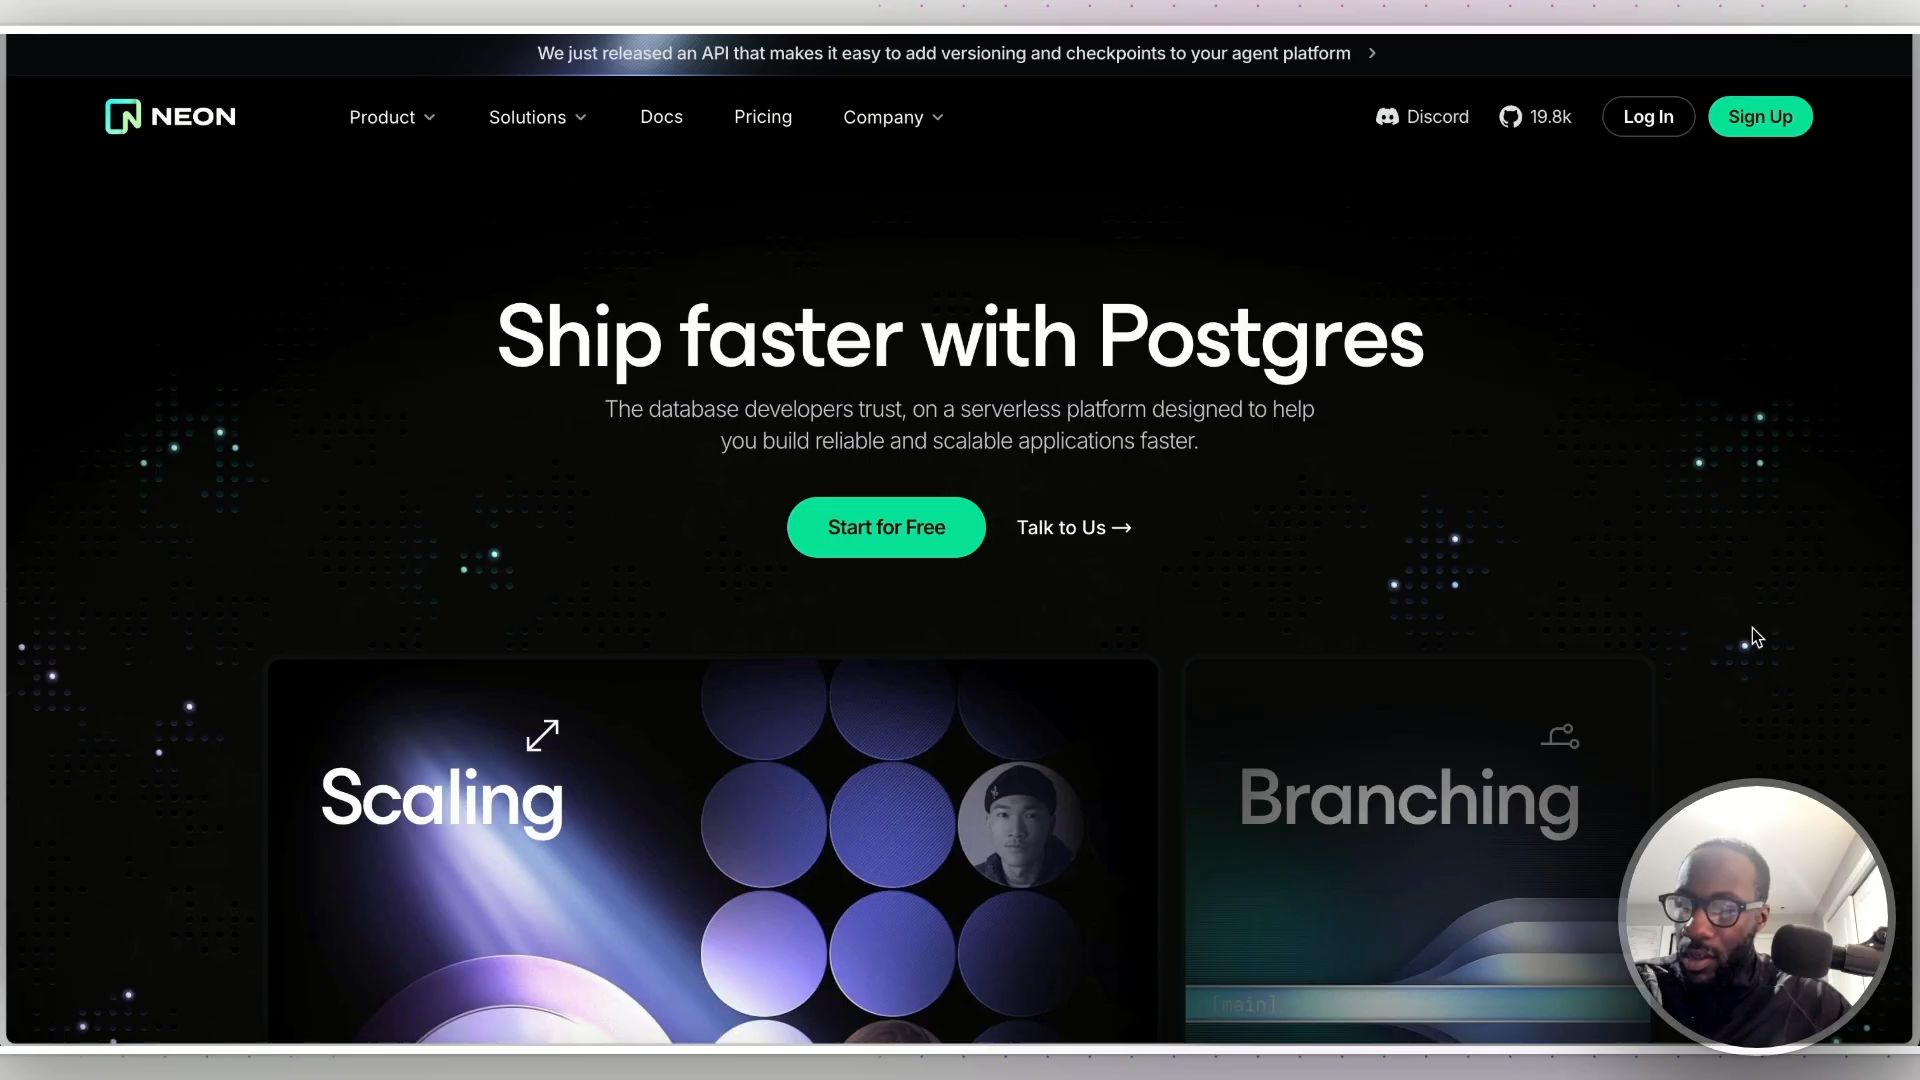 We just released an API that makes it easy to add versioning and checkpoints to your agent platform
NEON
Product
Solutions
Docs
Pricing
Company
Discord
19.8k
Log In
Sign Up
Ship faster with Postgres
The database developers trust, on a serverless platform designed to help
you build reliable and scalable applications faster.
Start for Free
Talk to Us →
Scaling
Branching
[main]